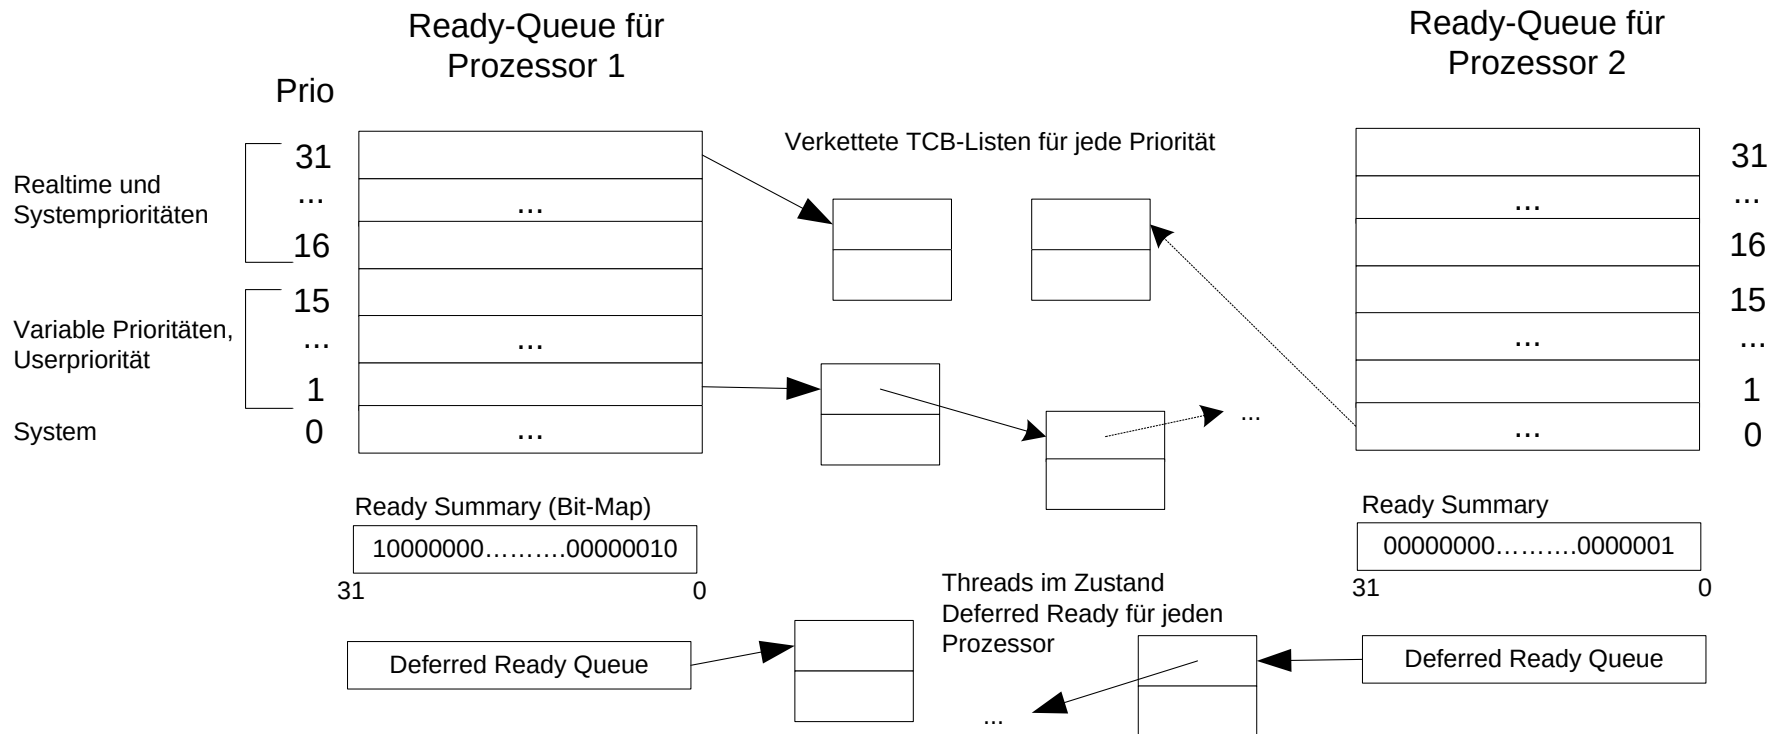 Ready-Queue für
Prozessor 1
Ready-Queue für
Prozessor 2
Prio
Verkettete TCB-Listen für jede Priorität
Realtime und
Systemprioritäten
31
...
16
...
31
...
16
...
Variable Prioritäten,
Userpriorität
15
...
1
...
15
...
1
...
System
0
...
...
0
...
Ready Summary (Bit-Map)
10000000……….00000010
31 0
Ready Summary
00000000……….0000001
31 0
Threads im Zustand
Deferred Ready für jeden
Prozessor
Deferred Ready Queue
...
Deferred Ready Queue